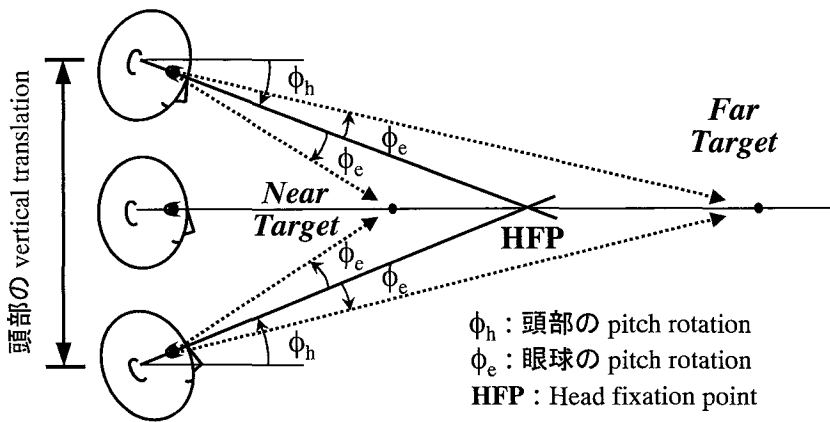 頭部の vertical translation
ϕh
ϕe
ϕe
Far
Target
Near
Target
HFP
ϕe
ϕe
ϕh
ϕh : 頭部の pitch rotation
ϕe : 眼球の pitch rotation
HFP : Head fixation point